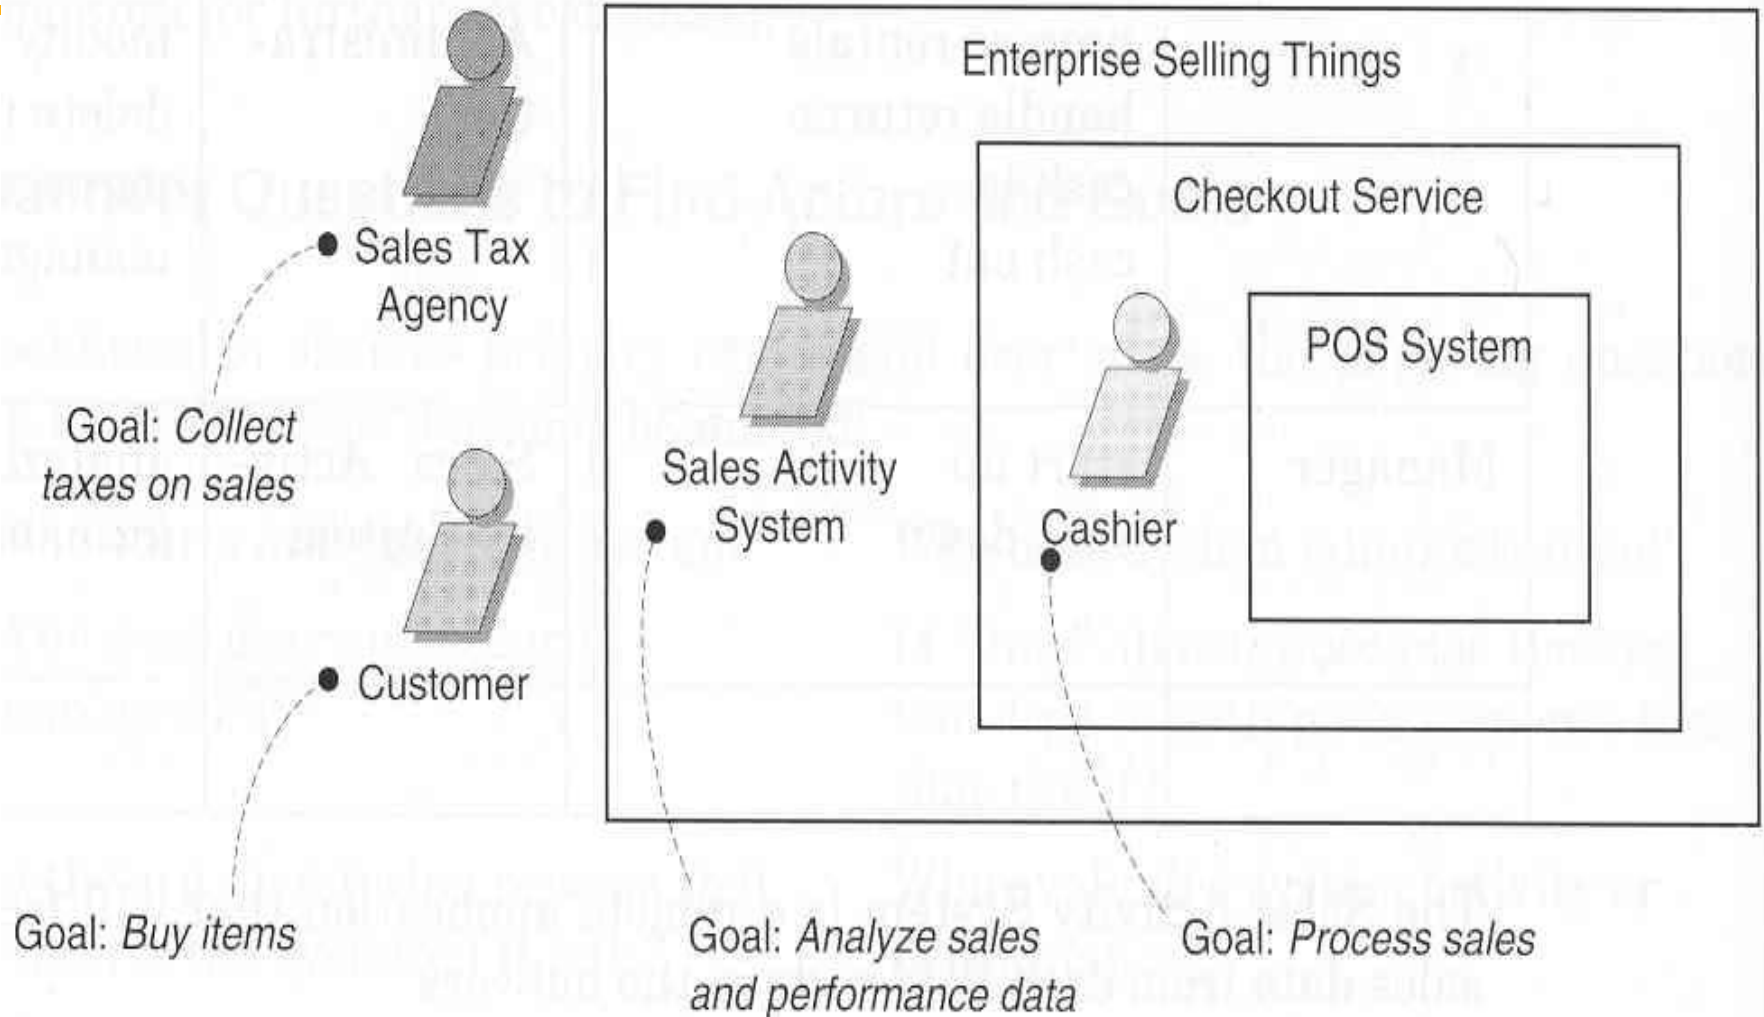 Enterprise Selling Things
Checkout Service
POS System
Sales Tax
Agency
Goal: Collect
taxes on sales
Customer
Goal: Buy items
Sales Activity
System
Goal: Analyze sales
and performance data
Cashier
Goal: Process sales